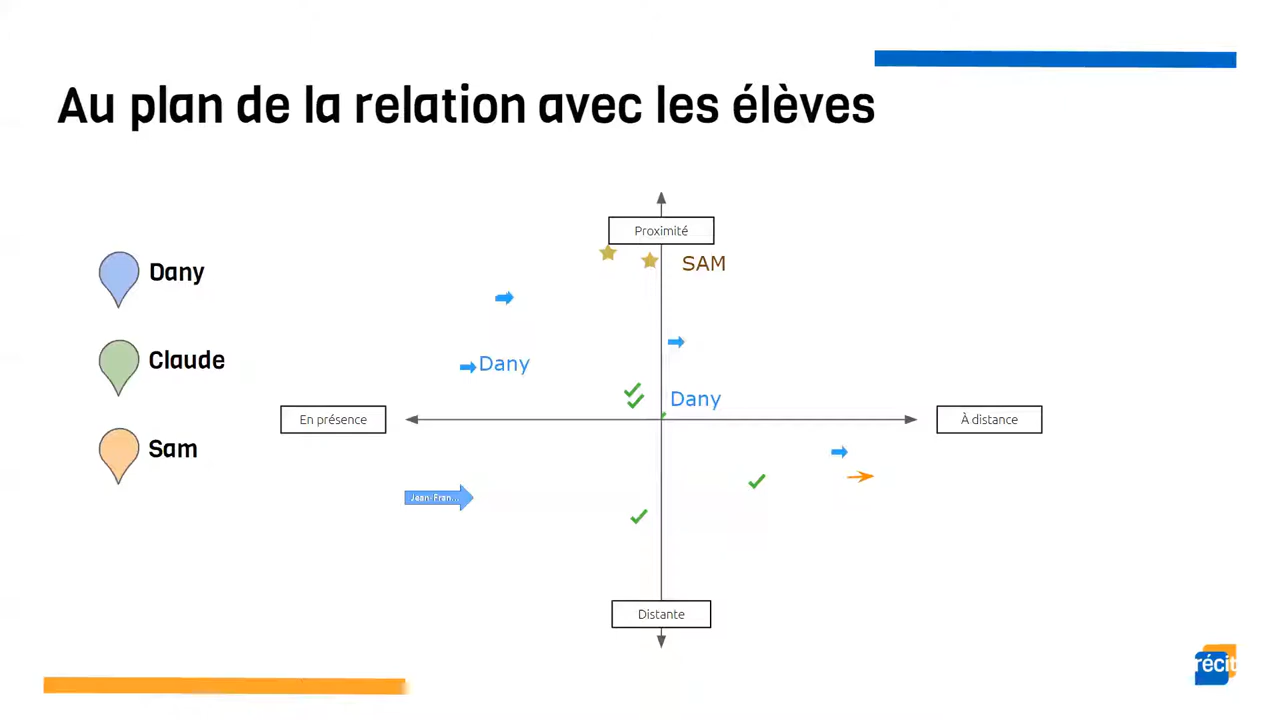 Au plan de la relation avec les élèves
Proximité
SAM
Dany
Claude
Sam
Dany
Dany
En présence
À distance
Jean-Fran...
Distante
récit